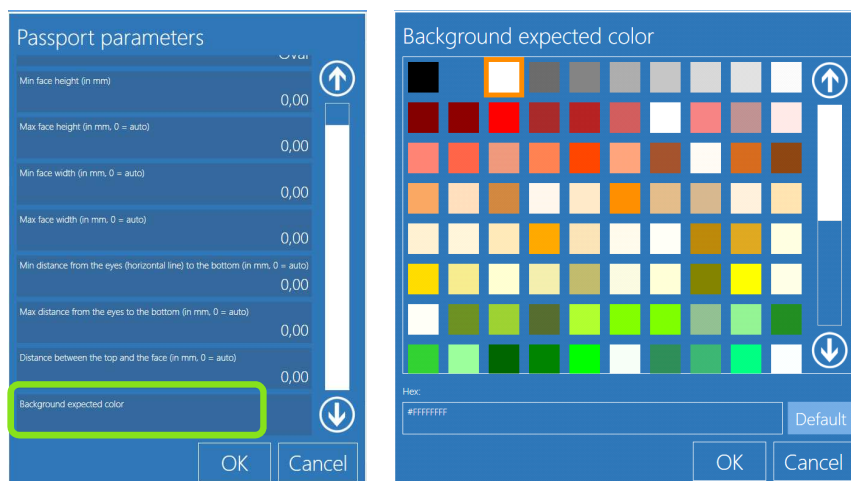 Passport parameters
Oval
Min face height (in mm)
0,00
Max face height (in mm, 0 = auto)
0,00
Min face width (in mm, 0 = auto)
0,00
Max face width (in mm, 0 = auto)
0,00
Min distance from the eyes (horizontal line) to the bottom (in mm, 0 = auto)
0,00
Max distance from the eyes to the bottom (in mm, 0 = auto)
0,00
Distance between the top and the face (in mm, 0 = auto)
0,00
Background expected color
OK
Cancel
Background expected color
Hex:
#FFFFFFFF
Default
OK
Cancel